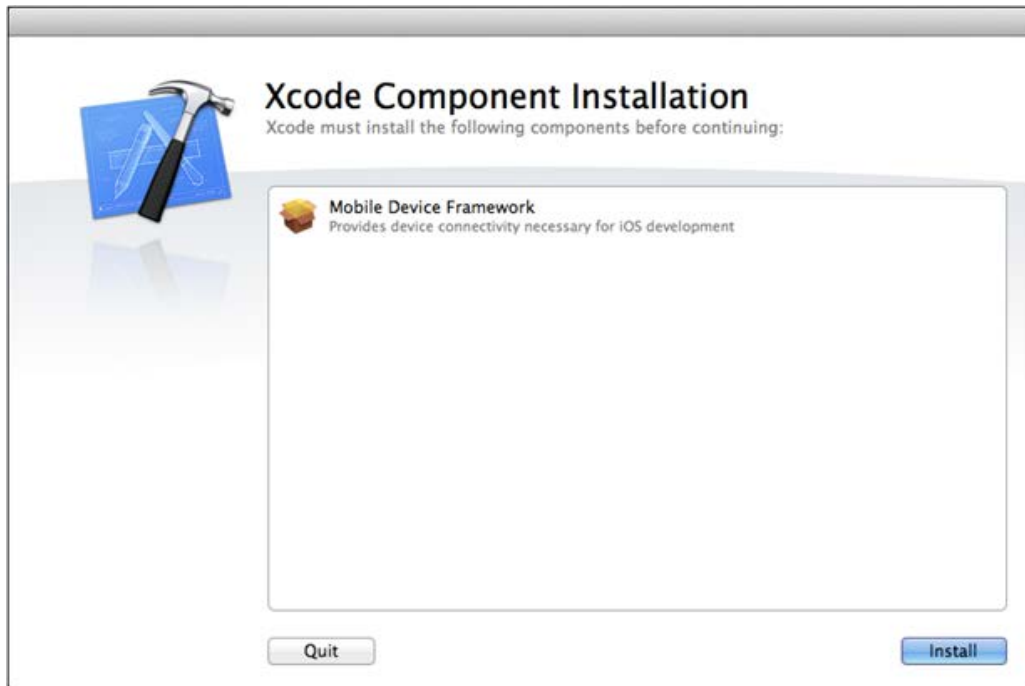 Xcode Component Installation
Xcode must install the following components before continuing:
Mobile Device Framework
Provides device connectivity necessary for iOS development
Quit
Install